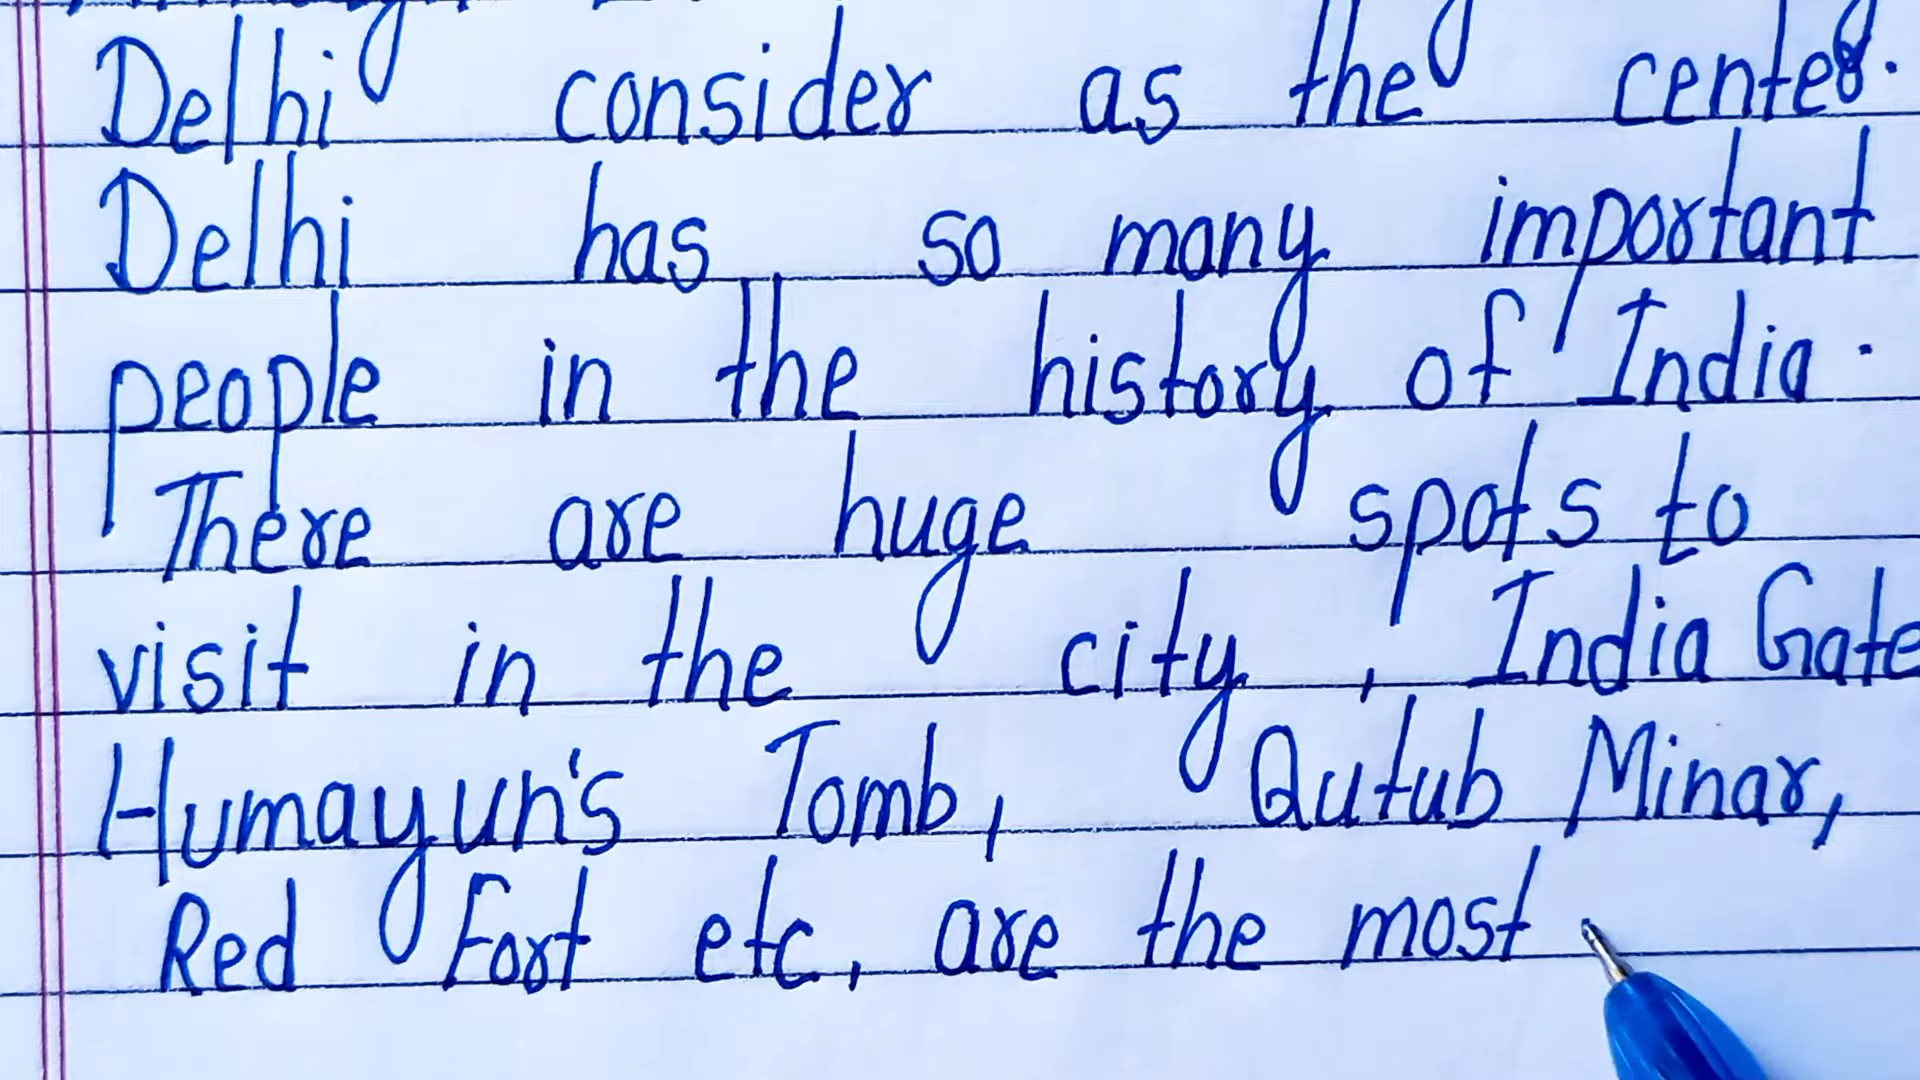 Delhi consider as the center.
Delhi has so many important
people in the history of India.
There are huge spots to
visit in the city, India Gate
Humayun's Tomb, Qutub Minar,
Red Fort etc, are the most